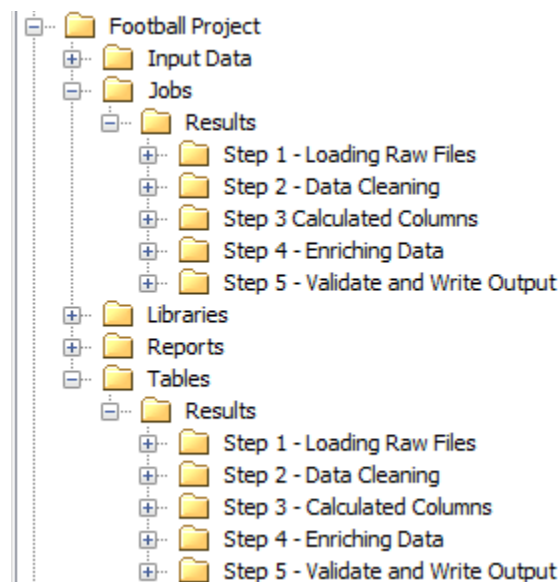 Football Project
Input Data
Jobs
Results
Step 1 - Loading Raw Files
Step 2 - Data Cleaning
Step 3 Calculated Columns
Step 4 - Enriching Data
Step 5 - Validate and Write Output
Libraries
Reports
Tables
Results
Step 1 - Loading Raw Files
Step 2 - Data Cleaning
Step 3 - Calculated Columns
Step 4 - Enriching Data
Step 5 - Validate and Write Output